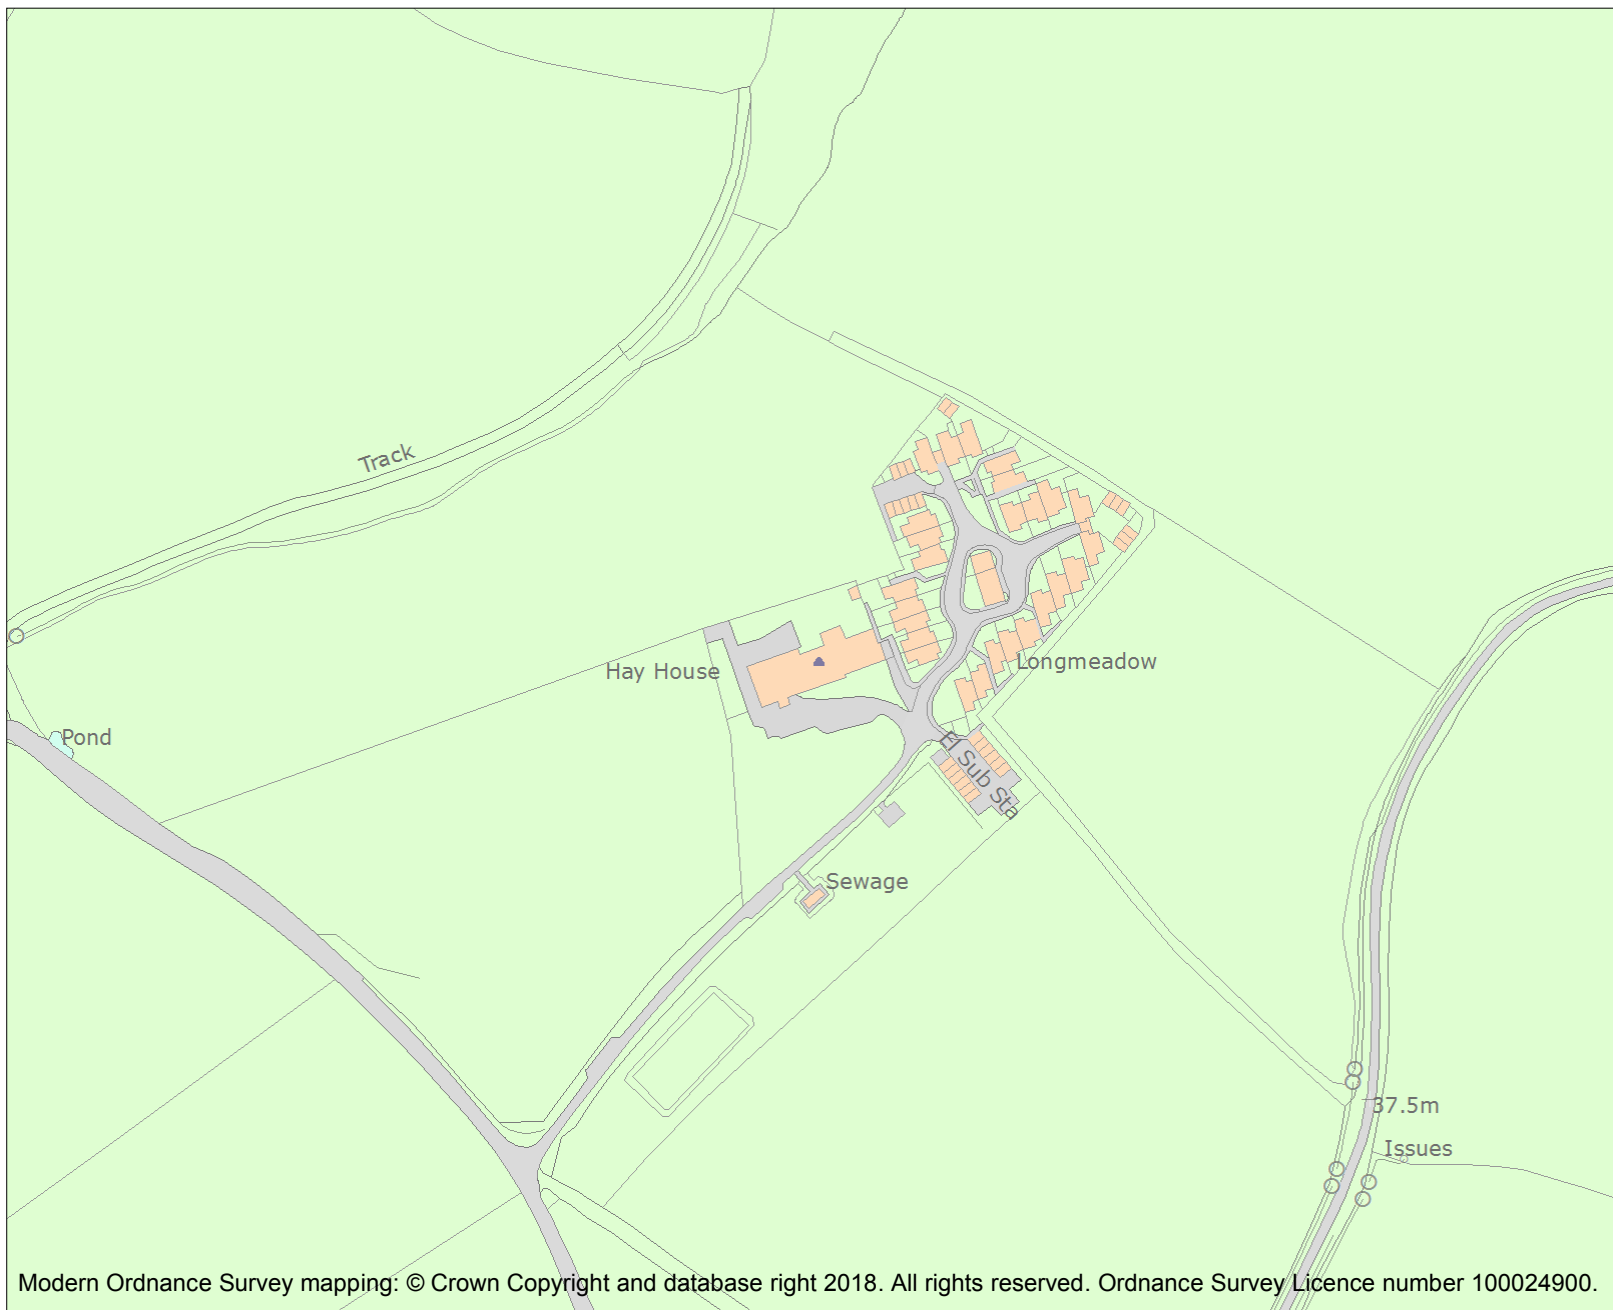 Track
Hay House
Longmeadow
Pond
El Sub Sta
Sewage
37.5m
Issues
Modern Ordnance Survey mapping: © Crown Copyright and database right 2018. All rights reserved. Ordnance Survey Licence number 100024900.